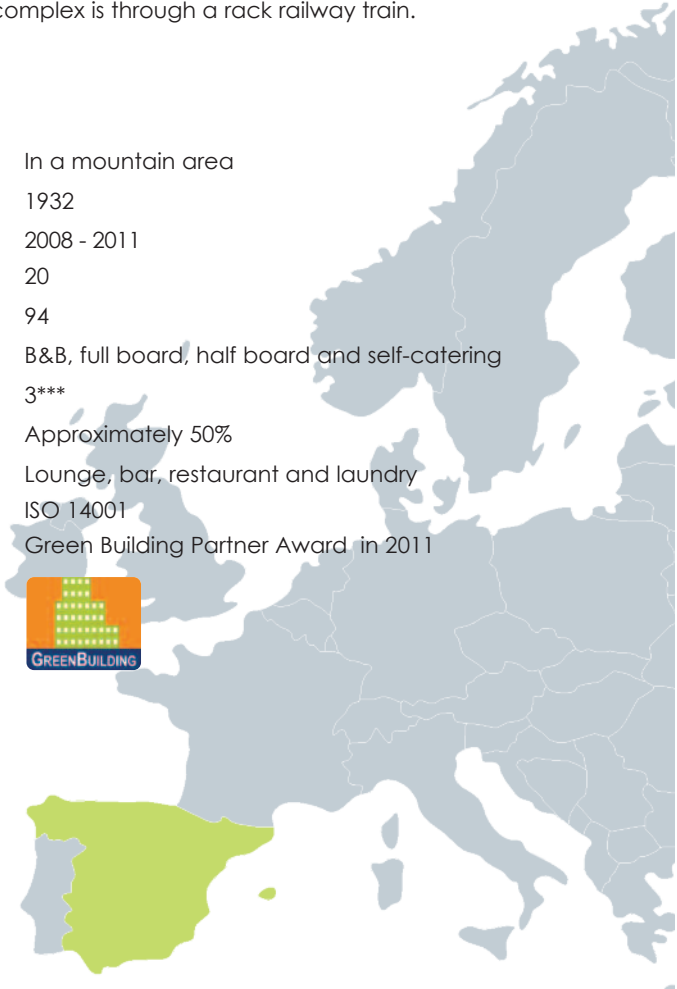 complex is through a rack railway train.
In a mountain area
1932
2008 - 2011
20
94
B&B, full board, half board and self-catering
3***
Approximately 50%
Lounge, bar, restaurant and laundry
ISO 14001
Green Building Partner Award in 2011
GREENBUILDING